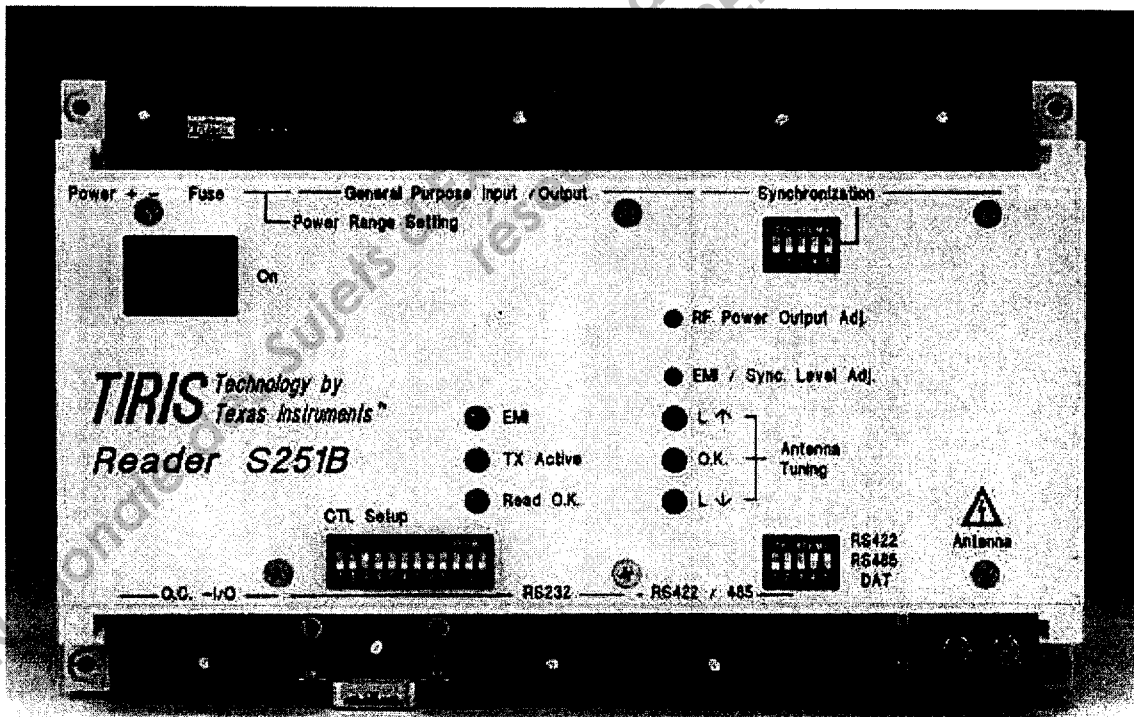 Power + - Fuse
General Purpose Input / Output
Synchronization
Power Range Setting
On
RF Power Output Adj.
EMI / Sync. Level Adj.
TIRIS Technology by
Texas Instruments™
Reader S251B
EMI
TX Active
Read O.K.
L ↑
O.K.
L ↓
Antenna
Tuning
CTL Setup
RS422
RS485
DAT
Antenna
O.C. -I/O
RS232
RS422 / 485
Sujets